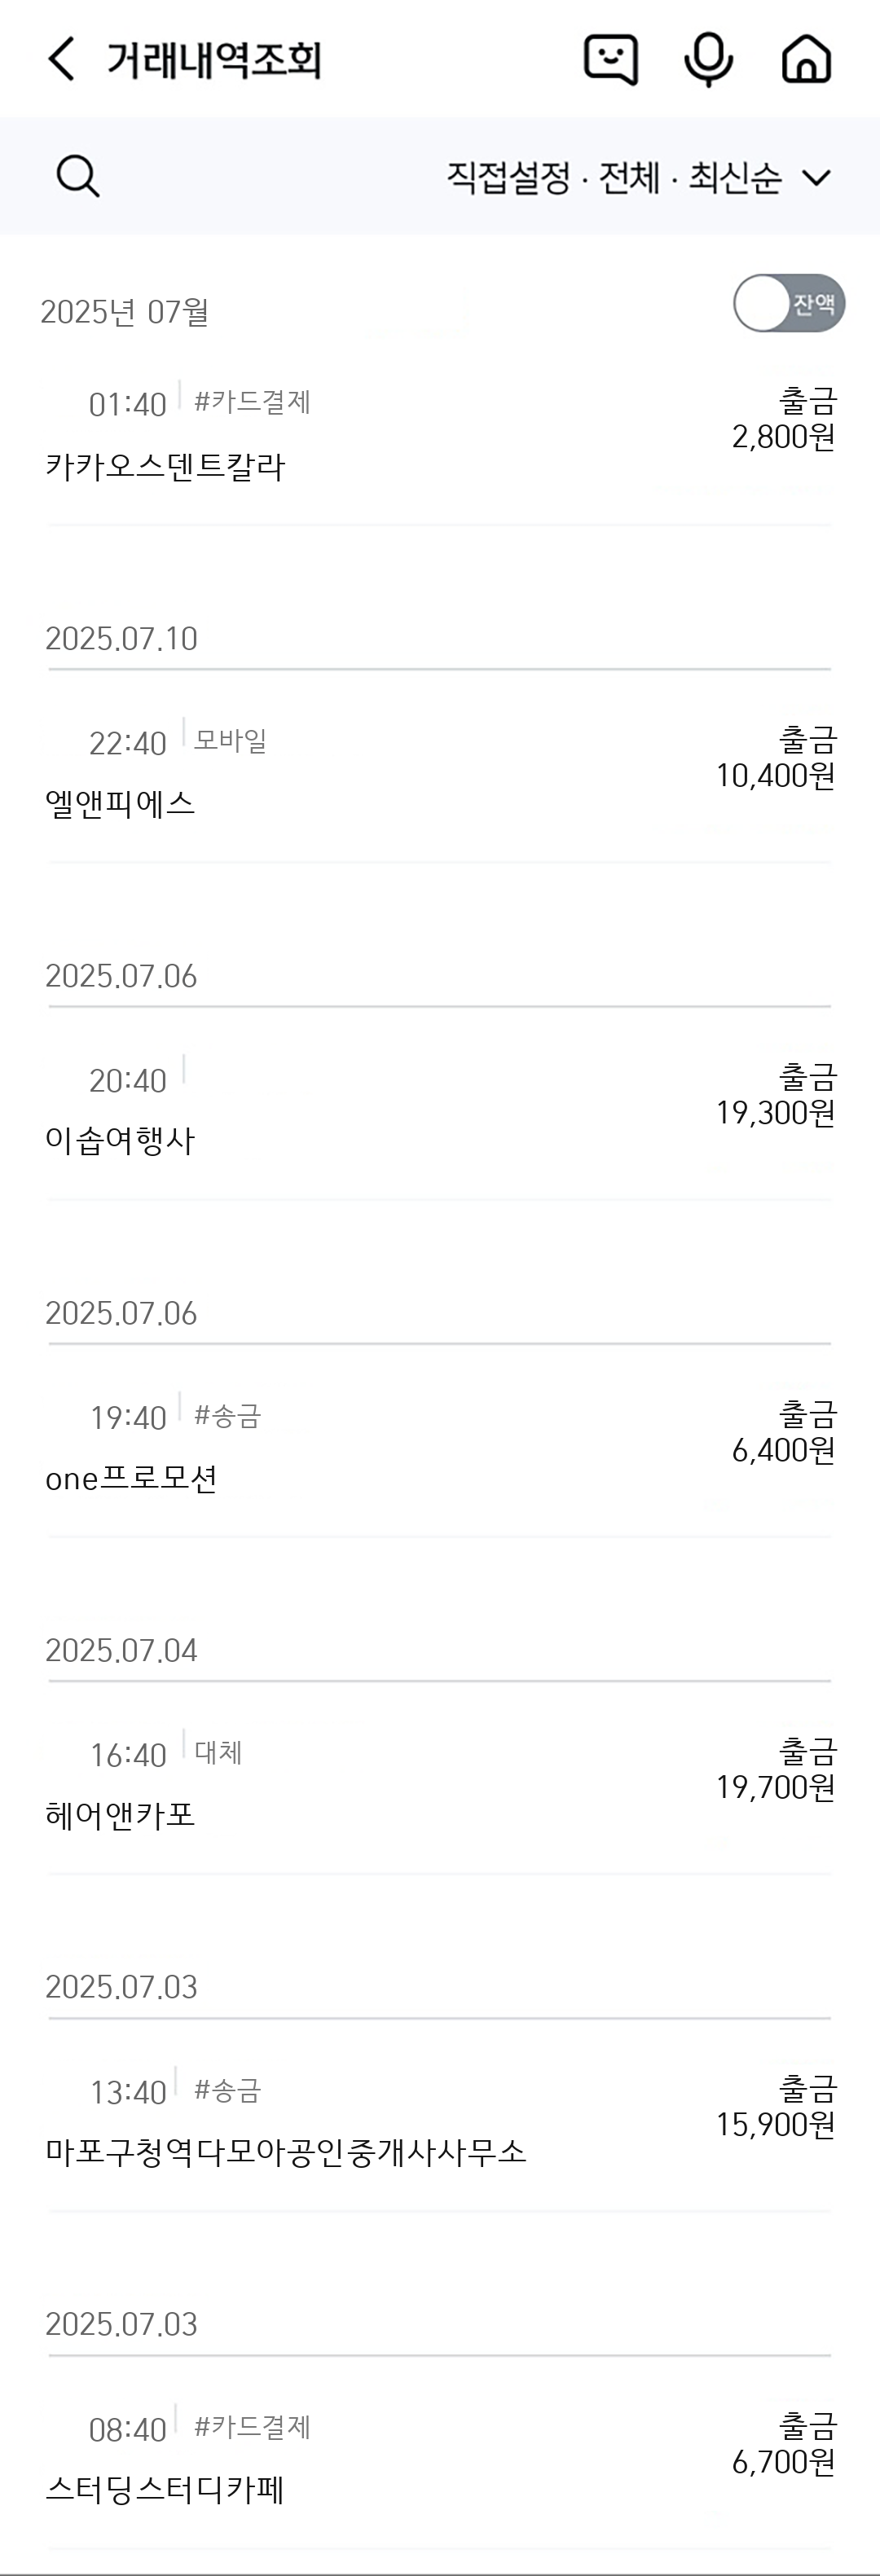 거래내역조회
직접설정 · 전체 · 최신순
2025년 07월 잔액
01:40 #카드결제 출금
2,800원
카카오스덴트칼라
2025.07.10
22:40 모바일 출금
10,400원
엘앤피에스
2025.07.06
20:40 출금
19,300원
이솝여행사
2025.07.06
19:40 #송금 출금
6,400원
one프로모션
2025.07.04
16:40 대체 출금
19,700원
헤어앤카포
2025.07.03
13:40 #송금 출금
15,900원
마포구청역다모아공인중개사사무소
2025.07.03
08:40 #카드결제 출금
6,700원
스터딩스터디카페